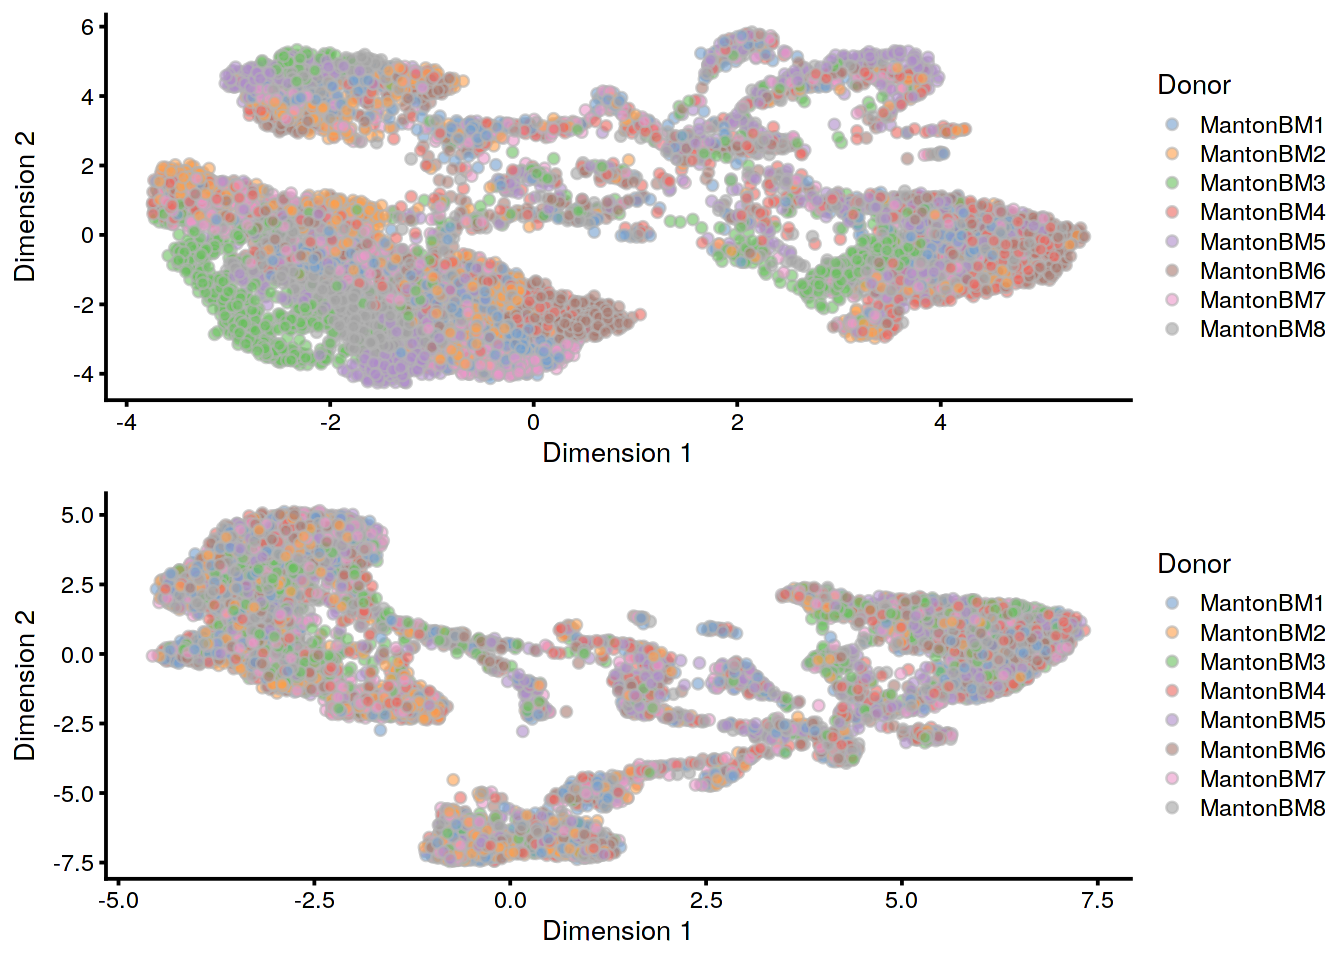 6
4
2
0
-2
-4
Dimension 2
-4 -2 0 2 4
Dimension 1
Donor
MantonBM1
MantonBM2
MantonBM3
MantonBM4
MantonBM5
MantonBM6
MantonBM7
MantonBM8
5.0
2.5
0.0
-2.5
-5.0
-7.5
Dimension 2
-5.0 -2.5 0.0 2.5 5.0 7.5
Dimension 1
Donor
MantonBM1
MantonBM2
MantonBM3
MantonBM4
MantonBM5
MantonBM6
MantonBM7
MantonBM8